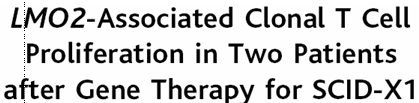 LMO2-Associated Clonal T Cell
Proliferation in Two Patients
after Gene Therapy for SCID-X1